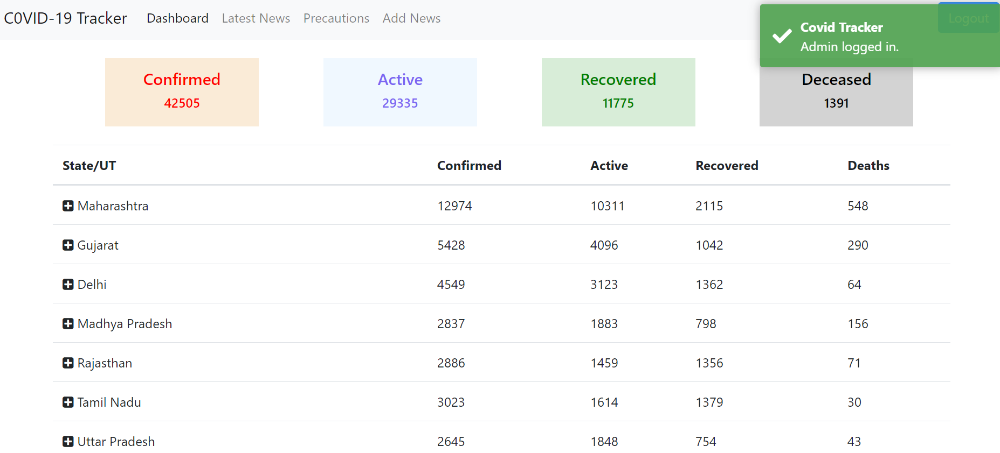 C0VID-19 Tracker Dashboard Latest News Precautions Add News Logout
Covid Tracker
Admin logged in.
Confirmed Active Recovered Deceased
42505 29335 11775 1391
State/UT Confirmed Active Recovered Deaths
Maharashtra 12974 10311 2115 548
Gujarat 5428 4096 1042 290
Delhi 4549 3123 1362 64
Madhya Pradesh 2837 1883 798 156
Rajasthan 2886 1459 1356 71
Tamil Nadu 3023 1614 1379 30
Uttar Pradesh 2645 1848 754 43